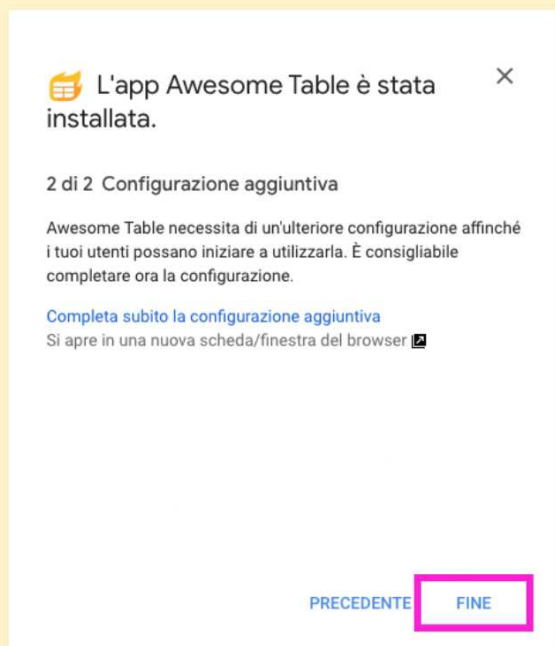 L'app Awesome Table è stata
installata.
2 di 2 Configurazione aggiuntiva
Awesome Table necessita di un'ulteriore configurazione affinché
i tuoi utenti possano iniziare a utilizzarla. È consigliabile
completare ora la configurazione.
Completa subito la configurazione aggiuntiva
Si apre in una nuova scheda/finestra del browser
PRECEDENTE FINE